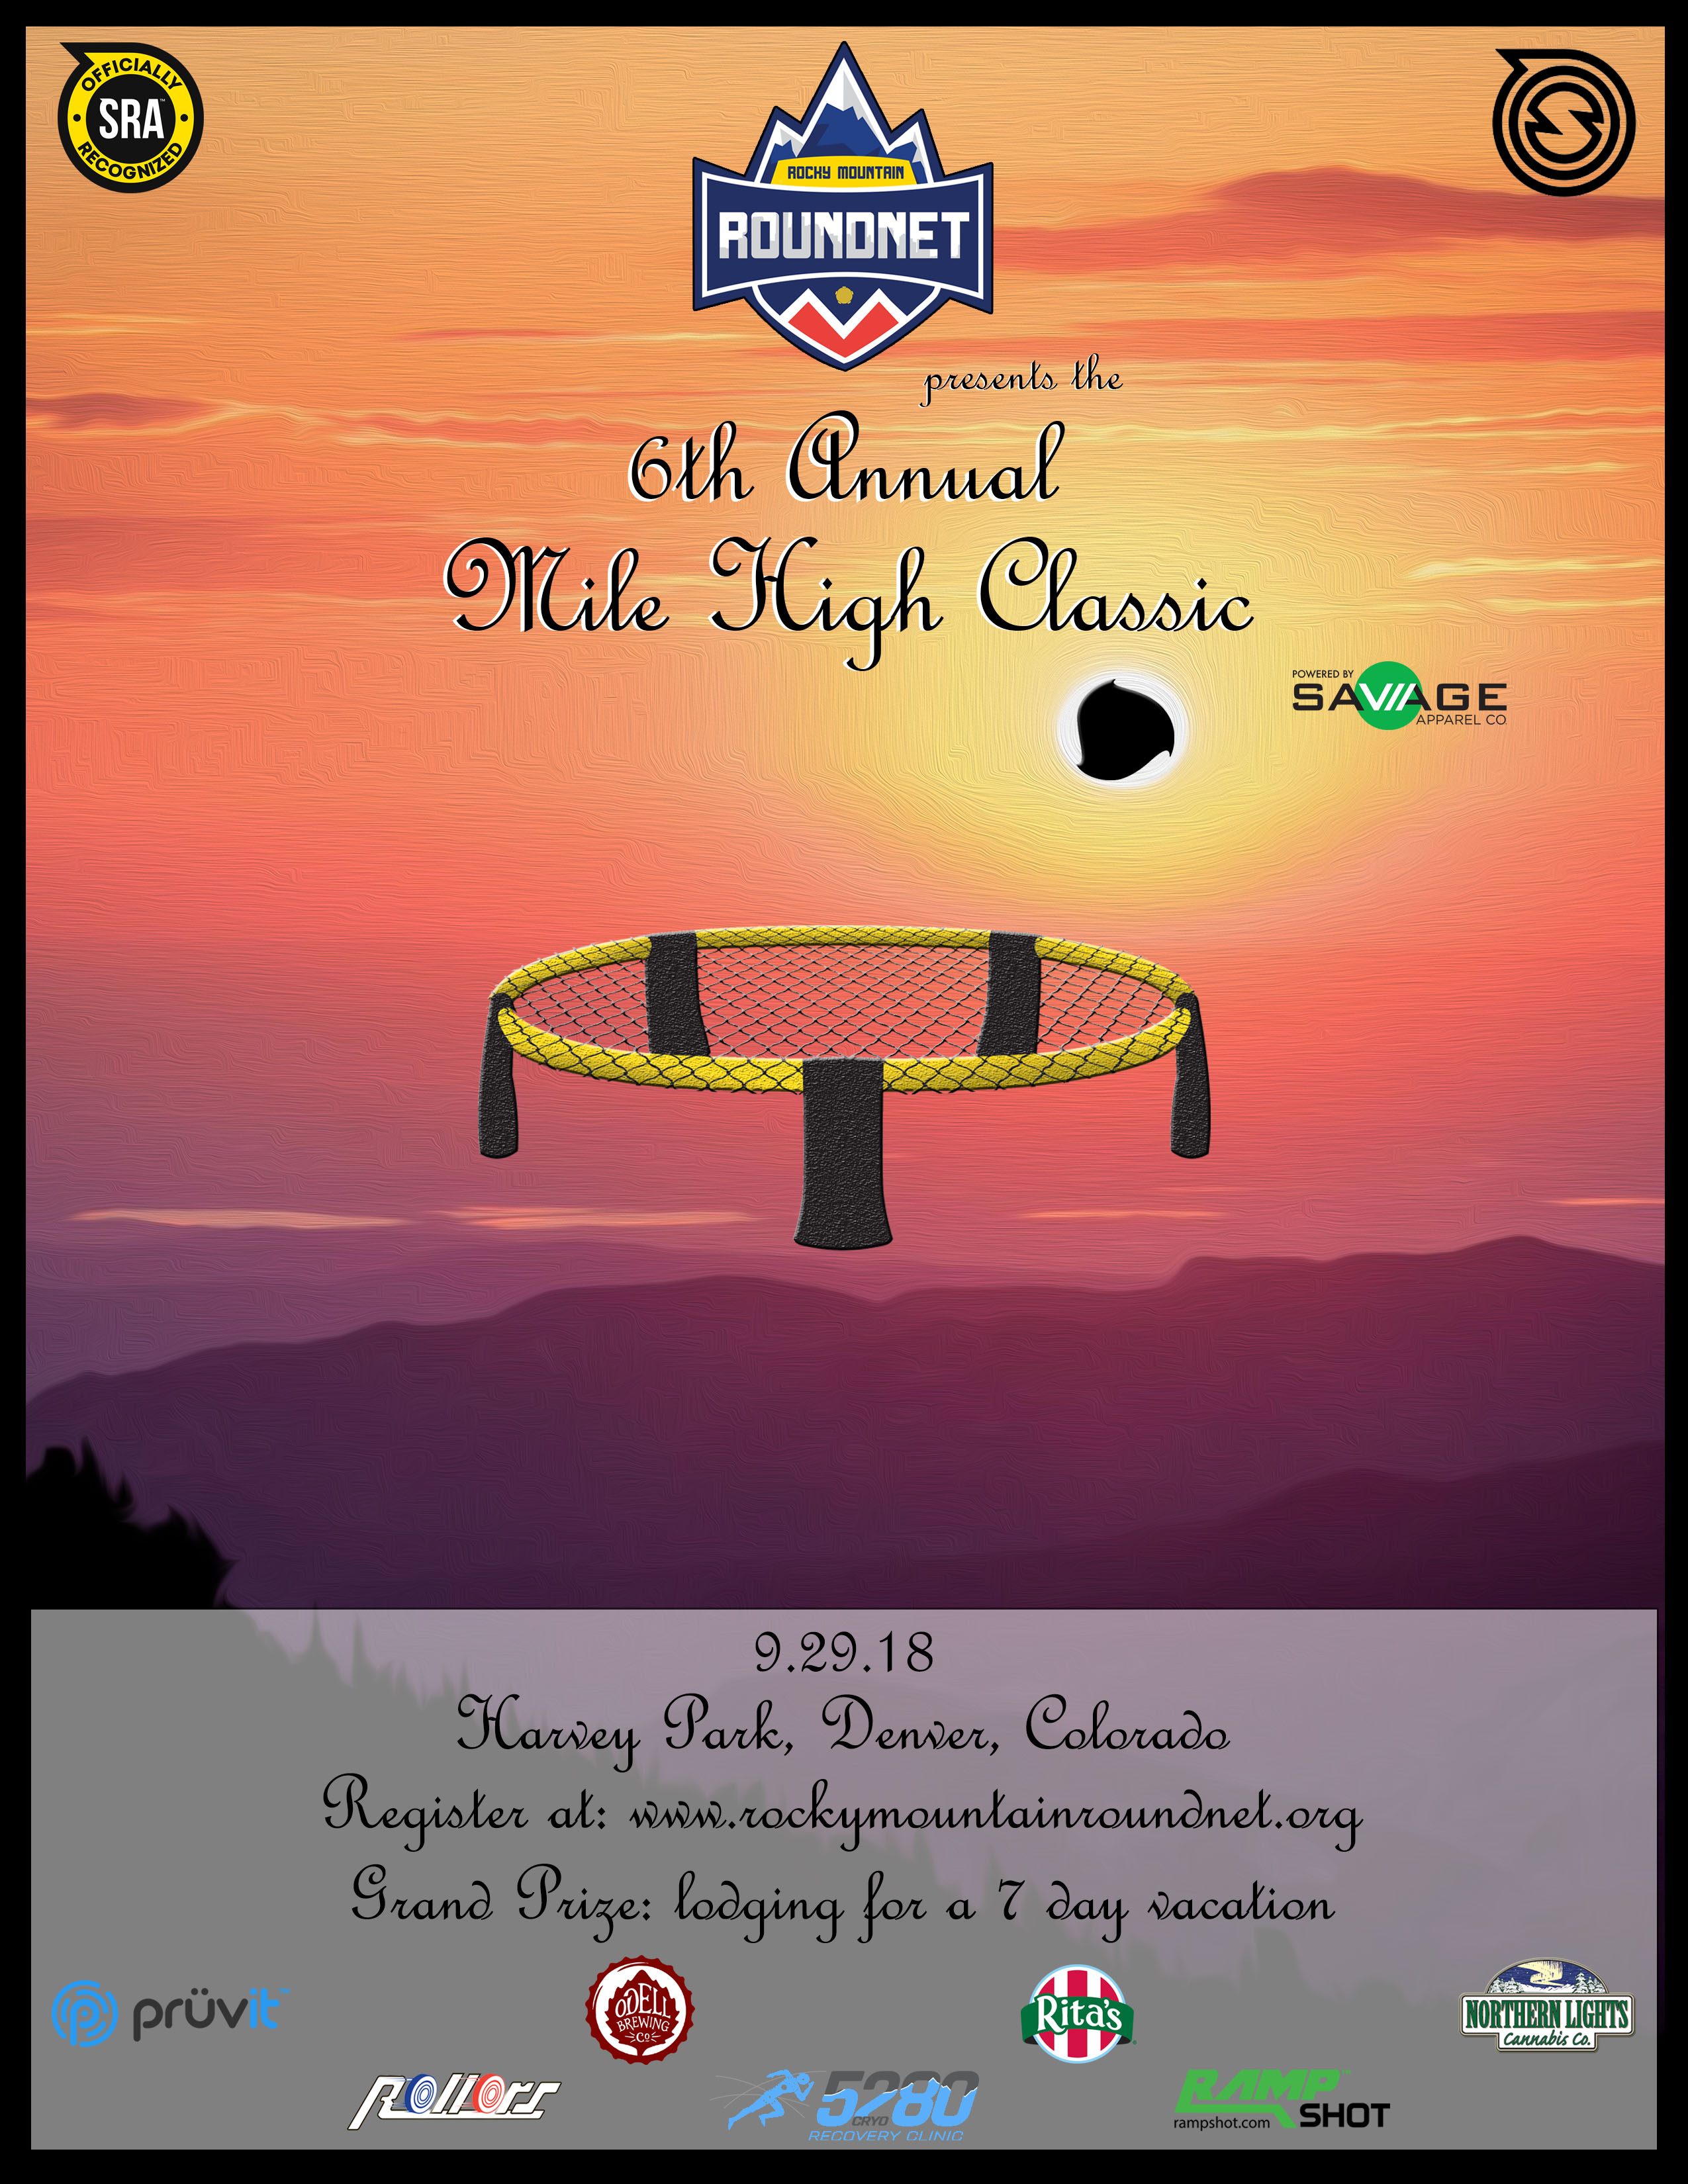 OFFICIALLY
SRA
RECOGNIZED
ROCKY MOUNTAIN
ROUNDNET
presents the
6th Annual
Mile High Classic
POWERED BY
SAVAGE
APPAREL CO
9.29.18
Harvey Park, Denver, Colorado
Register at: www.rockymountainroundnet.org
Grand Prize: lodging for a 7 day vacation
prüvit™
ODELL
BREWING
CO
Rita's
NORTHERN LIGHTS
Cannabis Co.
Rollors
5280
CRYO
RECOVERY CLINIC
RAMP
SHOT
rampshot.com